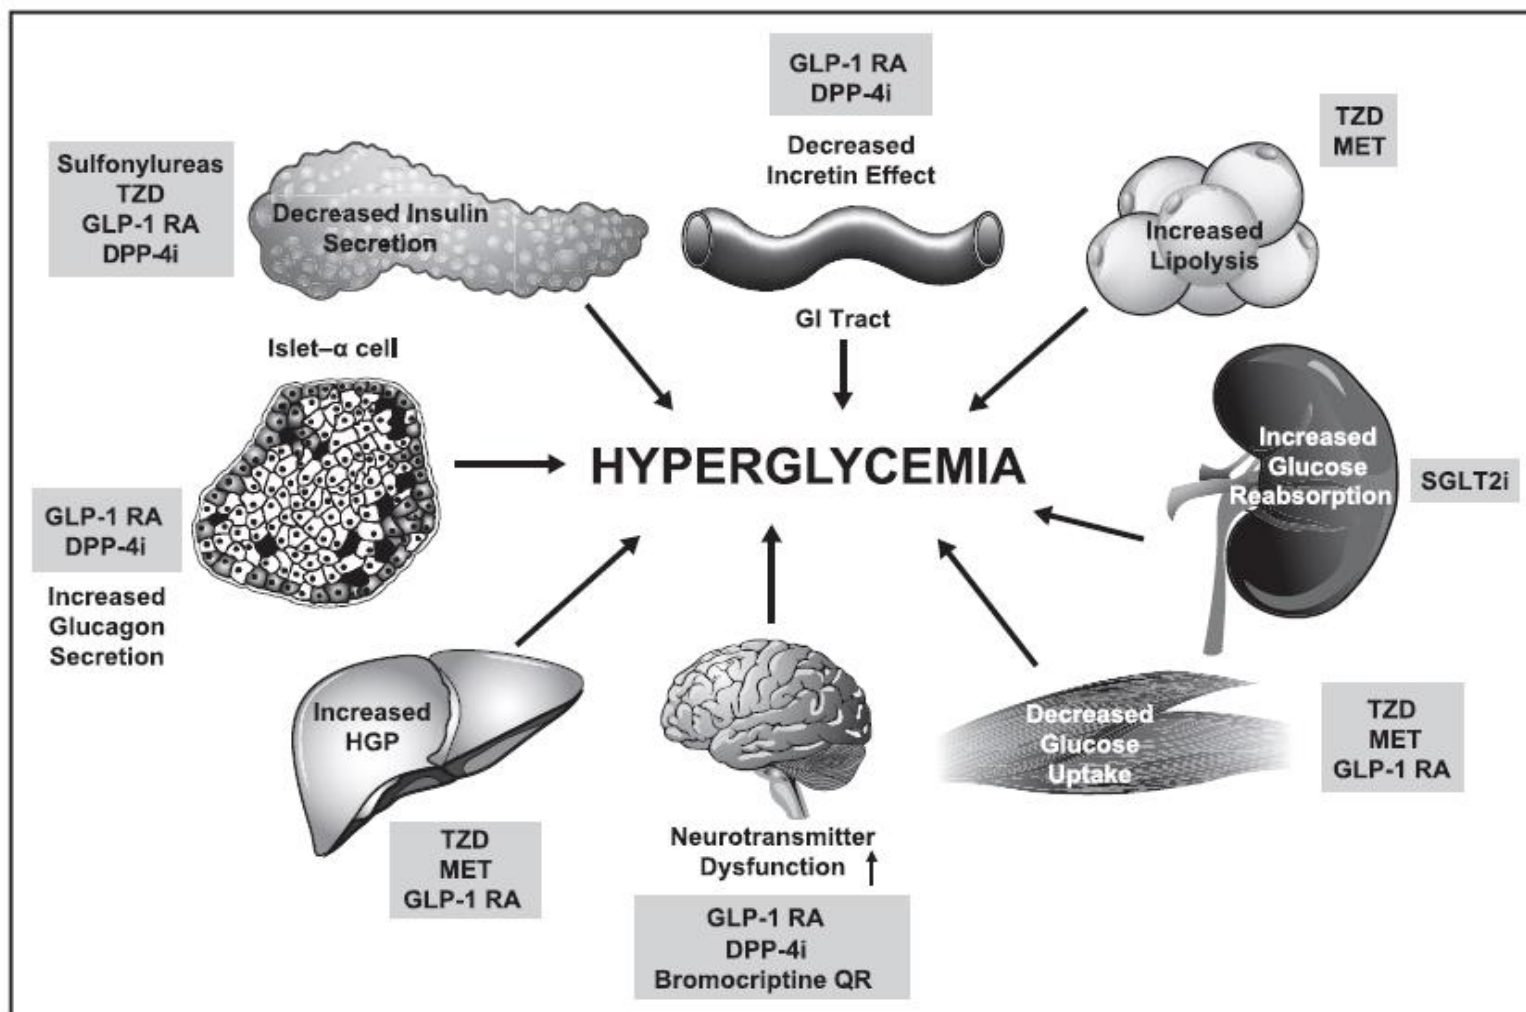 GLP-1 RA
DPP-4i
Decreased
Incretin Effect
GI Tract
TZD
MET
Increased
Lipolysis
Sulfonylureas
TZD
GLP-1 RA
DPP-4i
Decreased Insulin
Secretion
Islet–α cell
GLP-1 RA
DPP-4i
Increased
Glucagon
Secretion
HYPERGLYCEMIA
Increased
Glucose
Reabsorption
SGLT2i
Increased
HGP
TZD
MET
GLP-1 RA
Neurotransmitter
Dysfunction
GLP-1 RA
DPP-4i
Bromocriptine QR
Decreased
Glucose
Uptake
TZD
MET
GLP-1 RA